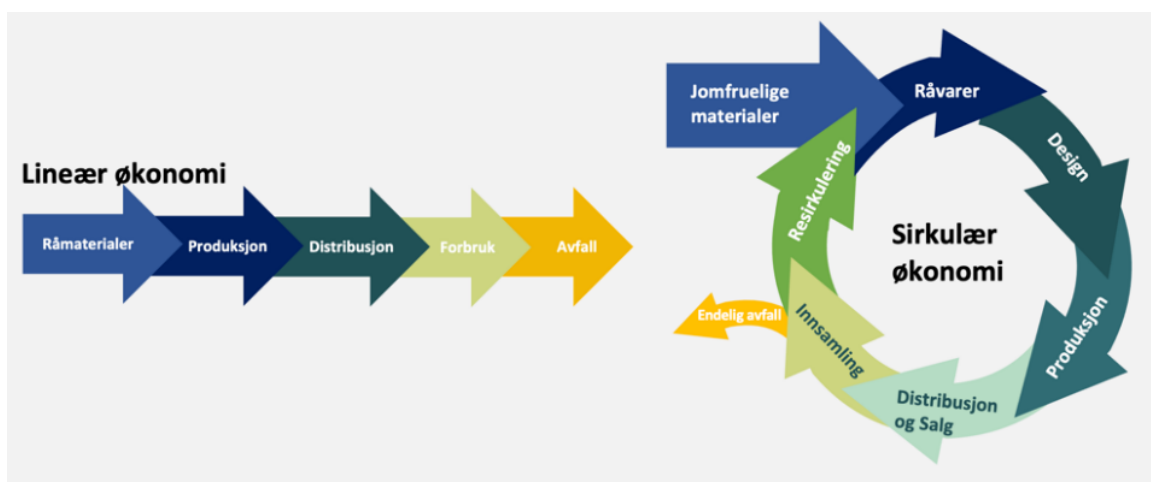 Lineær økonomi
Råmaterialer
Produksjon
Distribusjon
Forbruk
Avfall
Jomfruelige
materialer
Råvarer
Design
Produksjon
Distribusjon
og Salg
Innsamling
Endelig avfall
Resirkulering
Sirkulær
økonomi